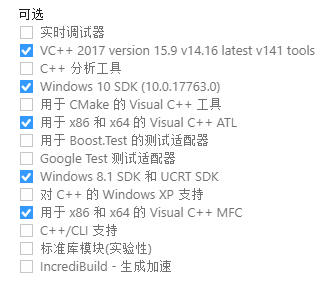 可选
实时调试器
VC++ 2017 version 15.9 v14.16 latest v141 tools
C++ 分析工具
Windows 10 SDK (10.0.17763.0)
用于 CMake 的 Visual C++ 工具
用于 x86 和 x64 的 Visual C++ ATL
用于 Boost.Test 的测试适配器
Google Test 测试适配器
Windows 8.1 SDK 和 UCRT SDK
对 C++ 的 Windows XP 支持
用于 x86 和 x64 的 Visual C++ MFC
C++/CLI 支持
标准库模块(实验性)
IncrediBuild - 生成加速